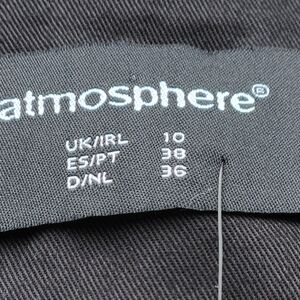 atmosphere®
UK/IRL 10
ES/PT 38
D/NL 36